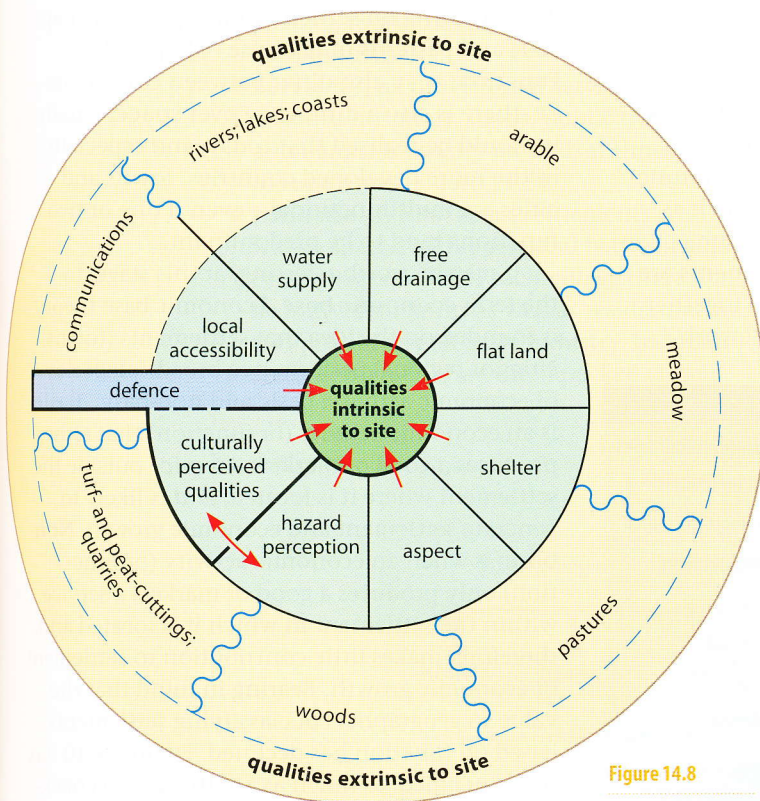 qualities extrinsic to site
rivers; lakes; coasts
arable
communications
water
supply
free
drainage
local
accessibility
flat land
meadow
defence
qualities
intrinsic
to site
culturally
perceived
qualities
shelter
hazard
perception
aspect
turf- and peat-cuttings;
quarries
pastures
woods
qualities extrinsic to site
Figure 14.8